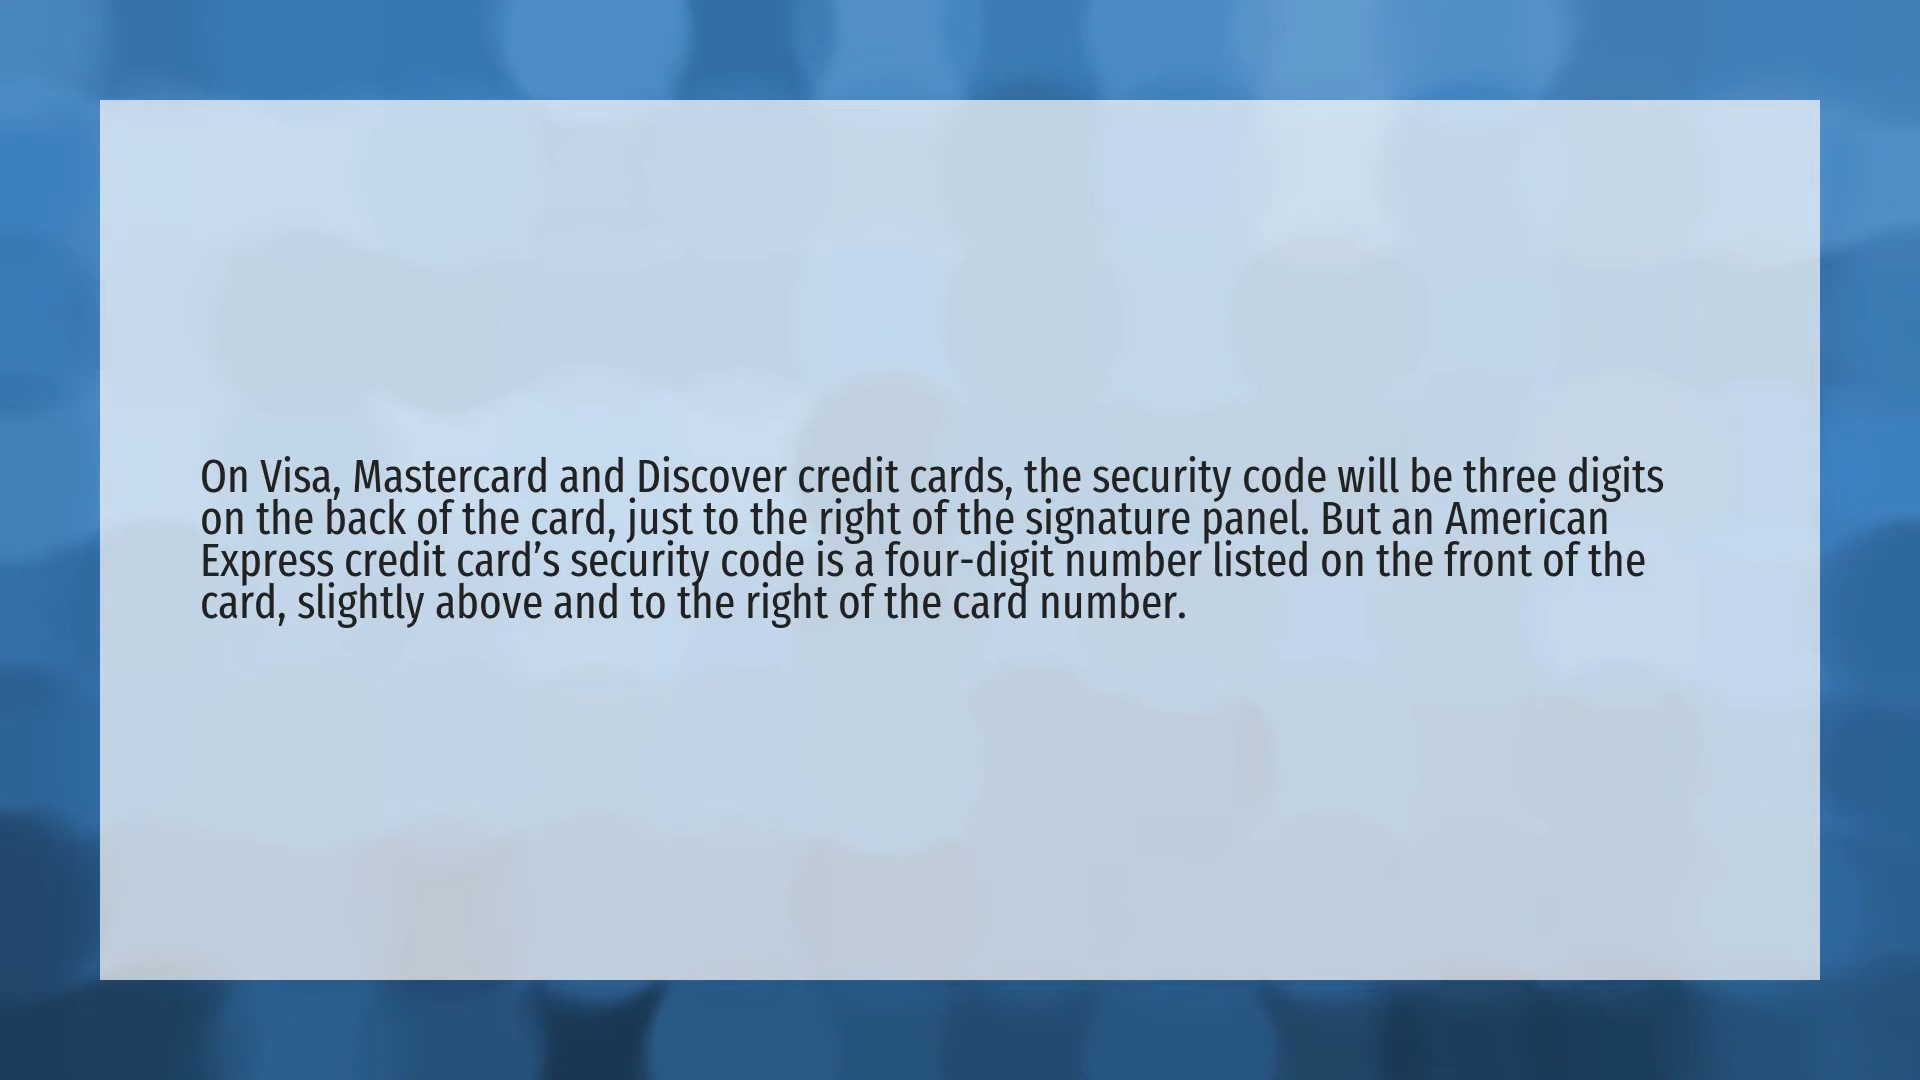 On Visa, Mastercard and Discover credit cards, the security code will be three digits
on the back of the card, just to the right of the signature panel. But an American
Express credit card’s security code is a four-digit number listed on the front of the
card, slightly above and to the right of the card number.